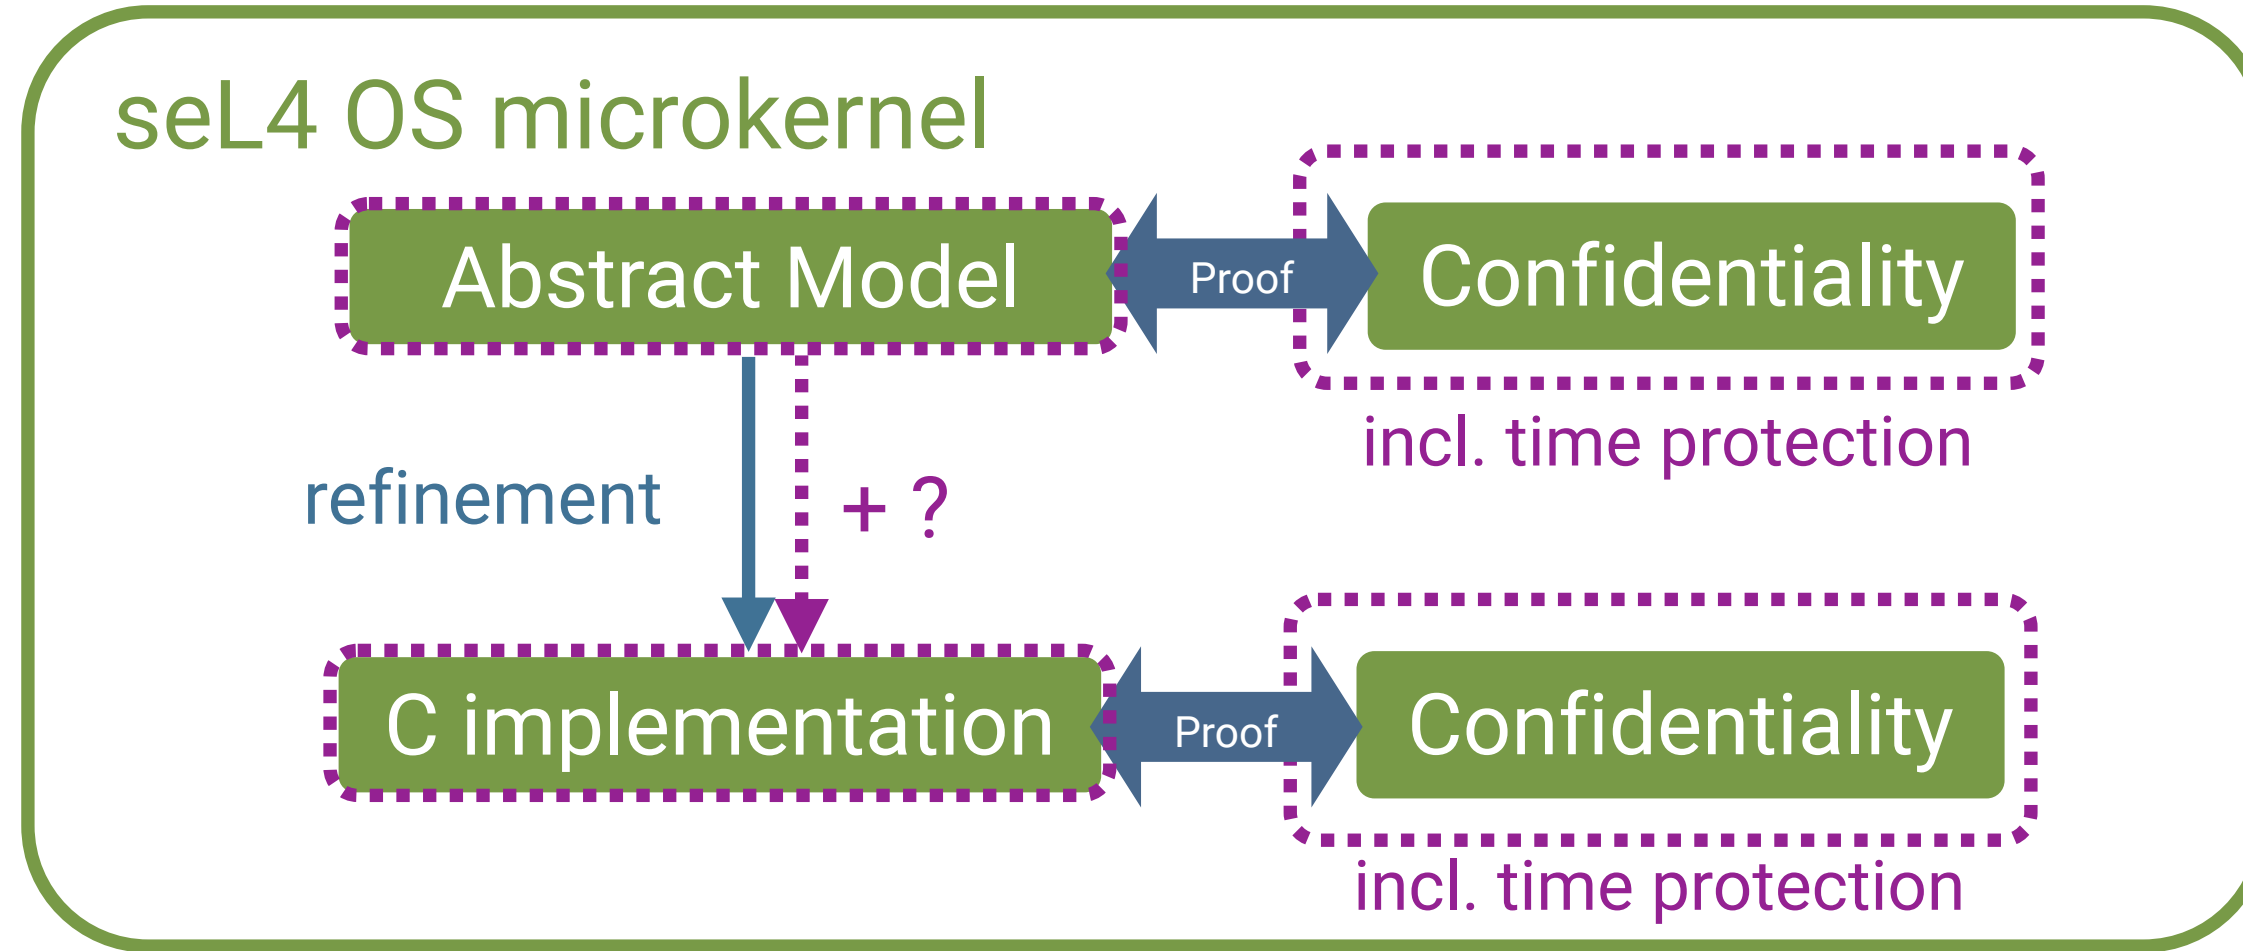 seL4 OS microkernel
Abstract Model
Proof
Confidentiality
incl. time protection
refinement
+ ?
C implementation
Proof
Confidentiality
incl. time protection